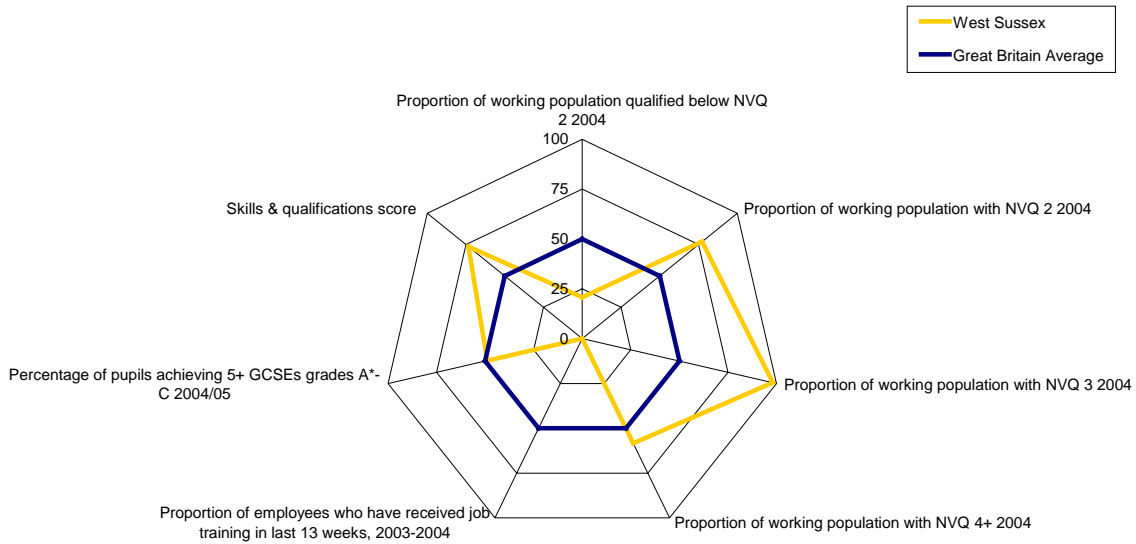 West Sussex
Great Britain Average
Proportion of working population qualified below NVQ
2 2004
100
75
50
25
0
Skills & qualifications score
Proportion of working population with NVQ 2 2004
Percentage of pupils achieving 5+ GCSEs grades A*-
C 2004/05
Proportion of working population with NVQ 3 2004
Proportion of employees who have received job
training in last 13 weeks, 2003-2004
Proportion of working population with NVQ 4+ 2004